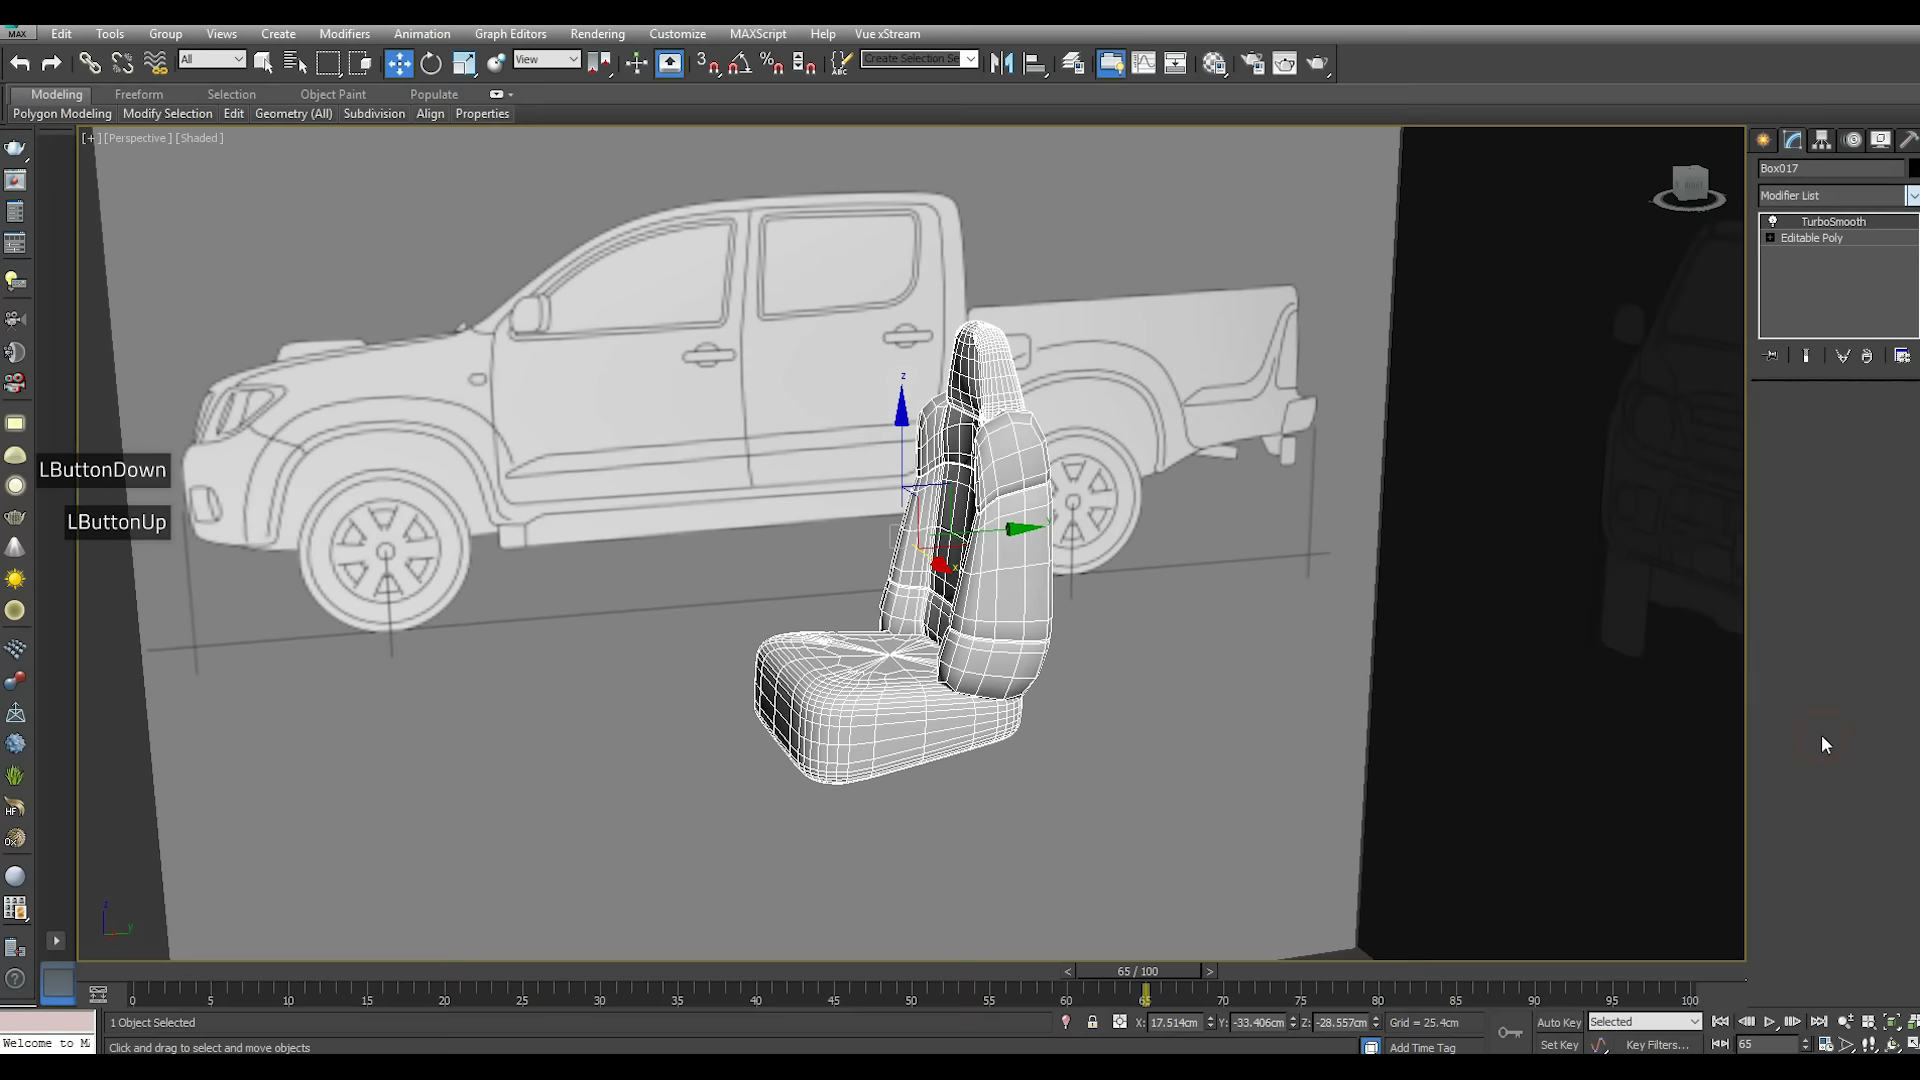 MAX Edit Tools Group Views Create Modifiers Animation Graph Editors Rendering Customize MAXScript Help Vue xStream
All View Create Selection Se
Modeling Freeform Selection Object Paint Populate
Polygon Modeling Modify Selection Edit Geometry (All) Subdivision Align Properties
[+] [Perspective] [Shaded]
Box017
Modifier List
TurboSmooth
Editable Poly
z
y
x
LButtonDown
LButtonUp
z
y
< 65 / 100 >
0 5 10 15 20 25 30 35 40 45 50 55 60 65 70 75 80 85 90 95 100
1 Object Selected X: 17.514cm Y: -33.406cm Z: -28.557cm Grid = 25.4cm Auto Key Selected
Welcome to MA
Click and drag to select and move objects Add Time Tag Set Key Key Filters... 65